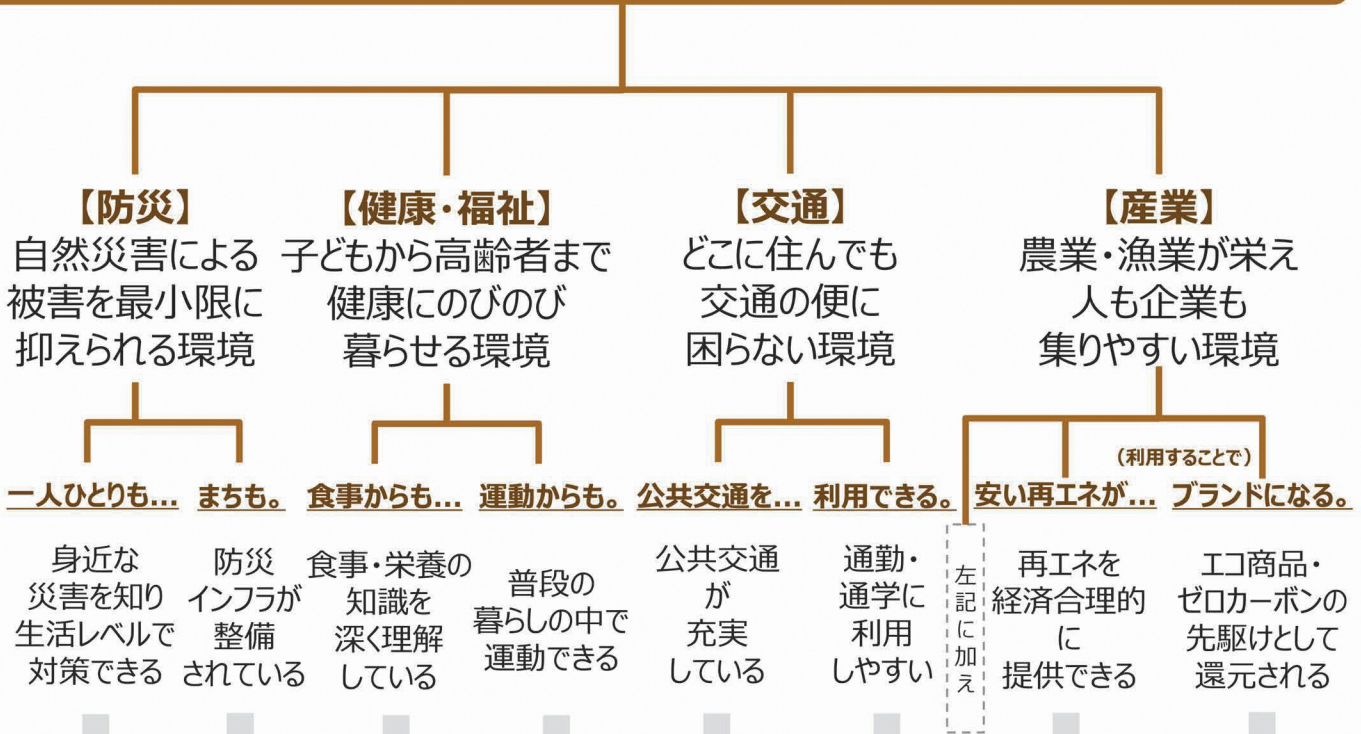 【防災】
自然災害による
被害を最小限に
抑えられる環境
【健康・福祉】
子どもから高齢者まで
健康にのびのび
暮らせる環境
【交通】
どこに住んでも
交通の便に
困らない環境
【産業】
農業・漁業が栄え
人も企業も
集りやすい環境
一人ひとりも...
身近な
災害を知り
生活レベルで
対策できる
まちも。
防災
インフラが
整備
されている
食事からも...
食事・栄養の
知識を
深く理解
している
運動からも。
普段の
暮らしの中で
運動できる
公共交通を...
公共交通
が
充実
している
利用できる。
通勤・
通学に
利用
しやすい
左記に加え
安い再エネが...
再エネを
経済合理的
に
提供できる
(利用することで)
ブランドになる。
エコ商品・
ゼロカーボンの
先駆けとして
還元される